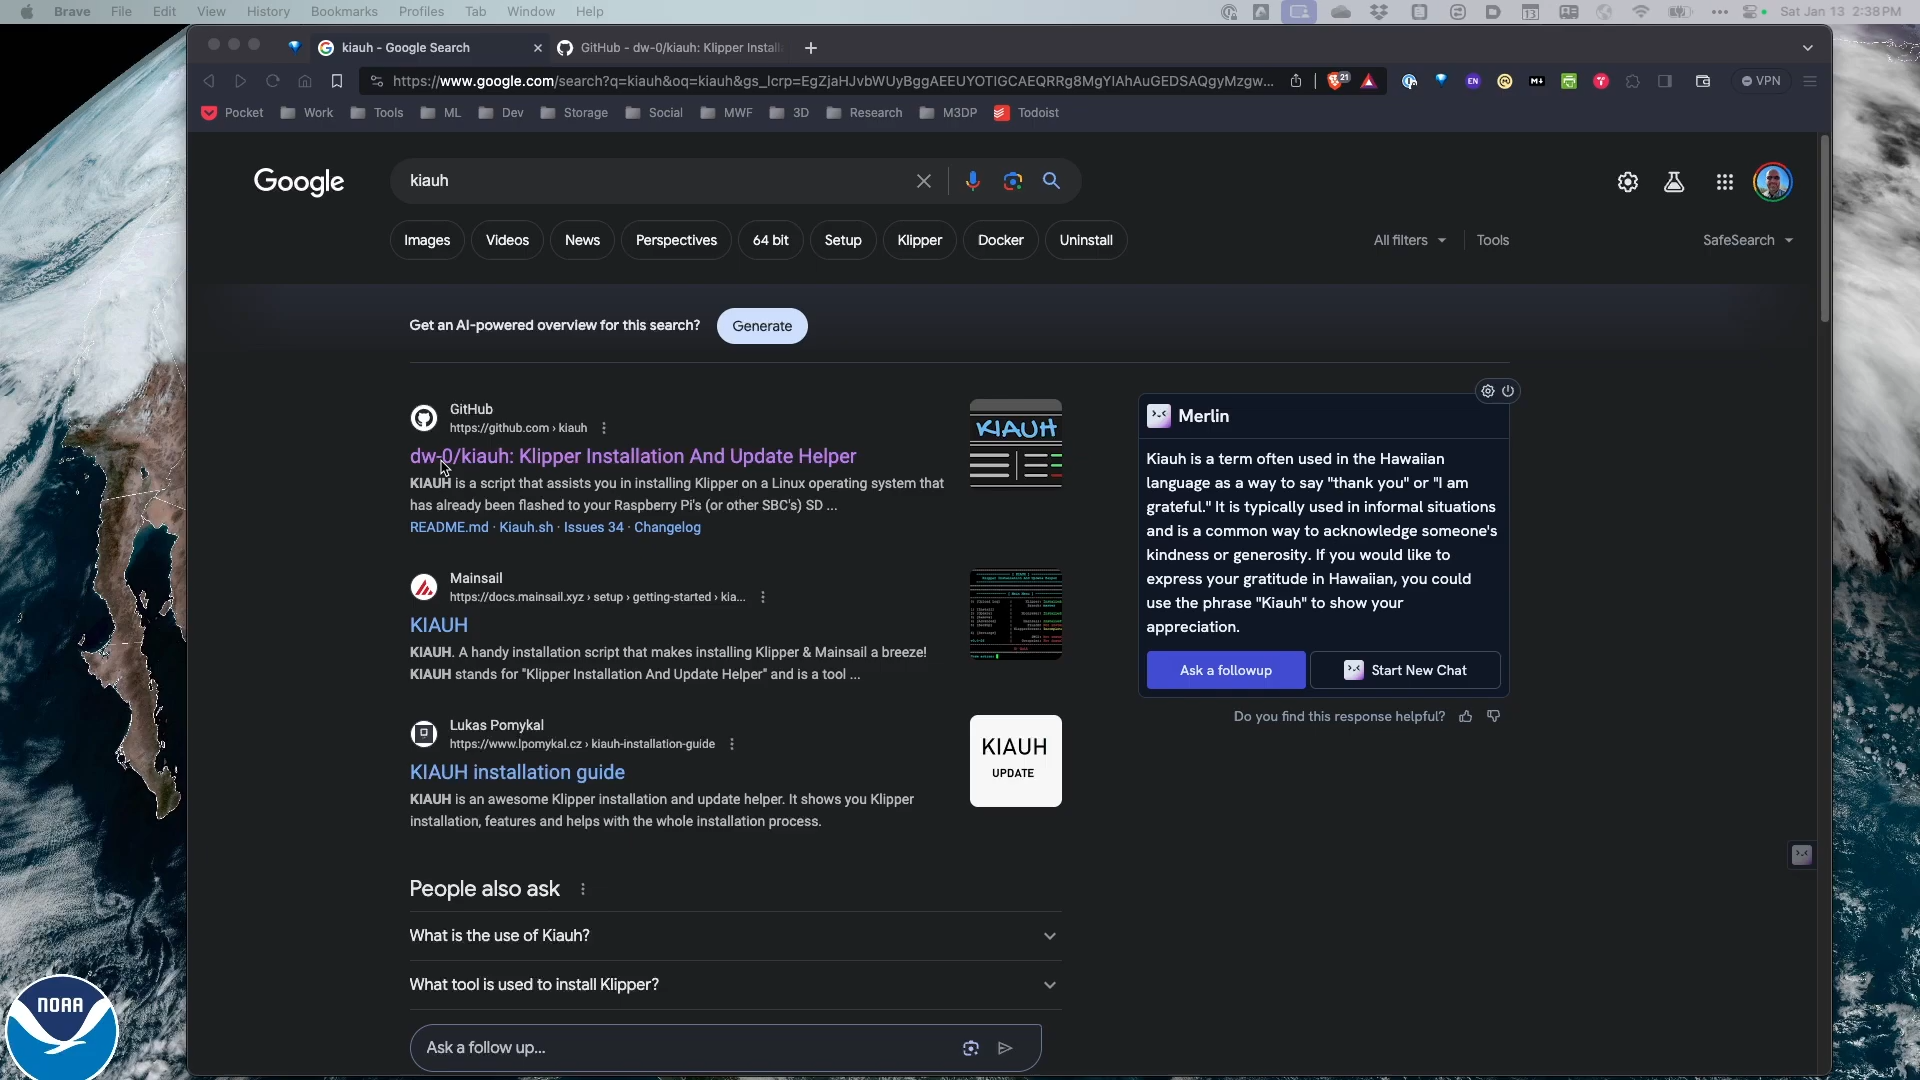 Brave File Edit View History Bookmarks Profiles Tab Window Help
13
Sat Jan 13 2:38 PM
kiauh - Google Search
GitHub - dw-0/kiauh: Klipper Install
https://www.google.com/search?q=kiauh&oq=kiauh&gs_lcrp=EgZjaHJvbWUyBggAEEUYOTIGCAEQRRg8MgYIAhAuGEDSAQgyMzgw...
21
EN
M
VPN
Pocket Work Tools ML Dev Storage Social MWF 3D Research M3DP Todoist
Google
kiauh
Images Videos News Perspectives 64 bit Setup Klipper Docker Uninstall
All filters Tools SafeSearch
Get an AI-powered overview for this search? Generate
GitHub
https://github.com › kiauh
dw-0/kiauh: Klipper Installation And Update Helper
KIAUH is a script that assists you in installing Klipper on a Linux operating system that
has already been flashed to your Raspberry Pi's (or other SBC's) SD ...
README.md · Kiauh.sh · Issues 34 · Changelog
KIAUH
Mainsail
https://docs.mainsail.xyz › setup › getting-started › kia...
KIAUH
KIAUH. A handy installation script that makes installing Klipper & Mainsail a breeze!
KIAUH stands for "Klipper Installation And Update Helper" and is a tool ...
Lukas Pomykal
https://www.lpomykal.cz › kiauh-installation-guide
KIAUH installation guide
KIAUH is an awesome Klipper installation and update helper. It shows you Klipper
installation, features and helps with the whole installation process.
KIAUH
UPDATE
People also ask
What is the use of Kiauh?
What tool is used to install Klipper?
Ask a follow up...
Merlin
Kiauh is a term often used in the Hawaiian
language as a way to say "thank you" or "I am
grateful." It is typically used in informal situations
and is a common way to acknowledge someone's
kindness or generosity. If you would like to
express your gratitude in Hawaiian, you could
use the phrase "Kiauh" to show your
appreciation.
Ask a followup Start New Chat
Do you find this response helpful?
NOAA